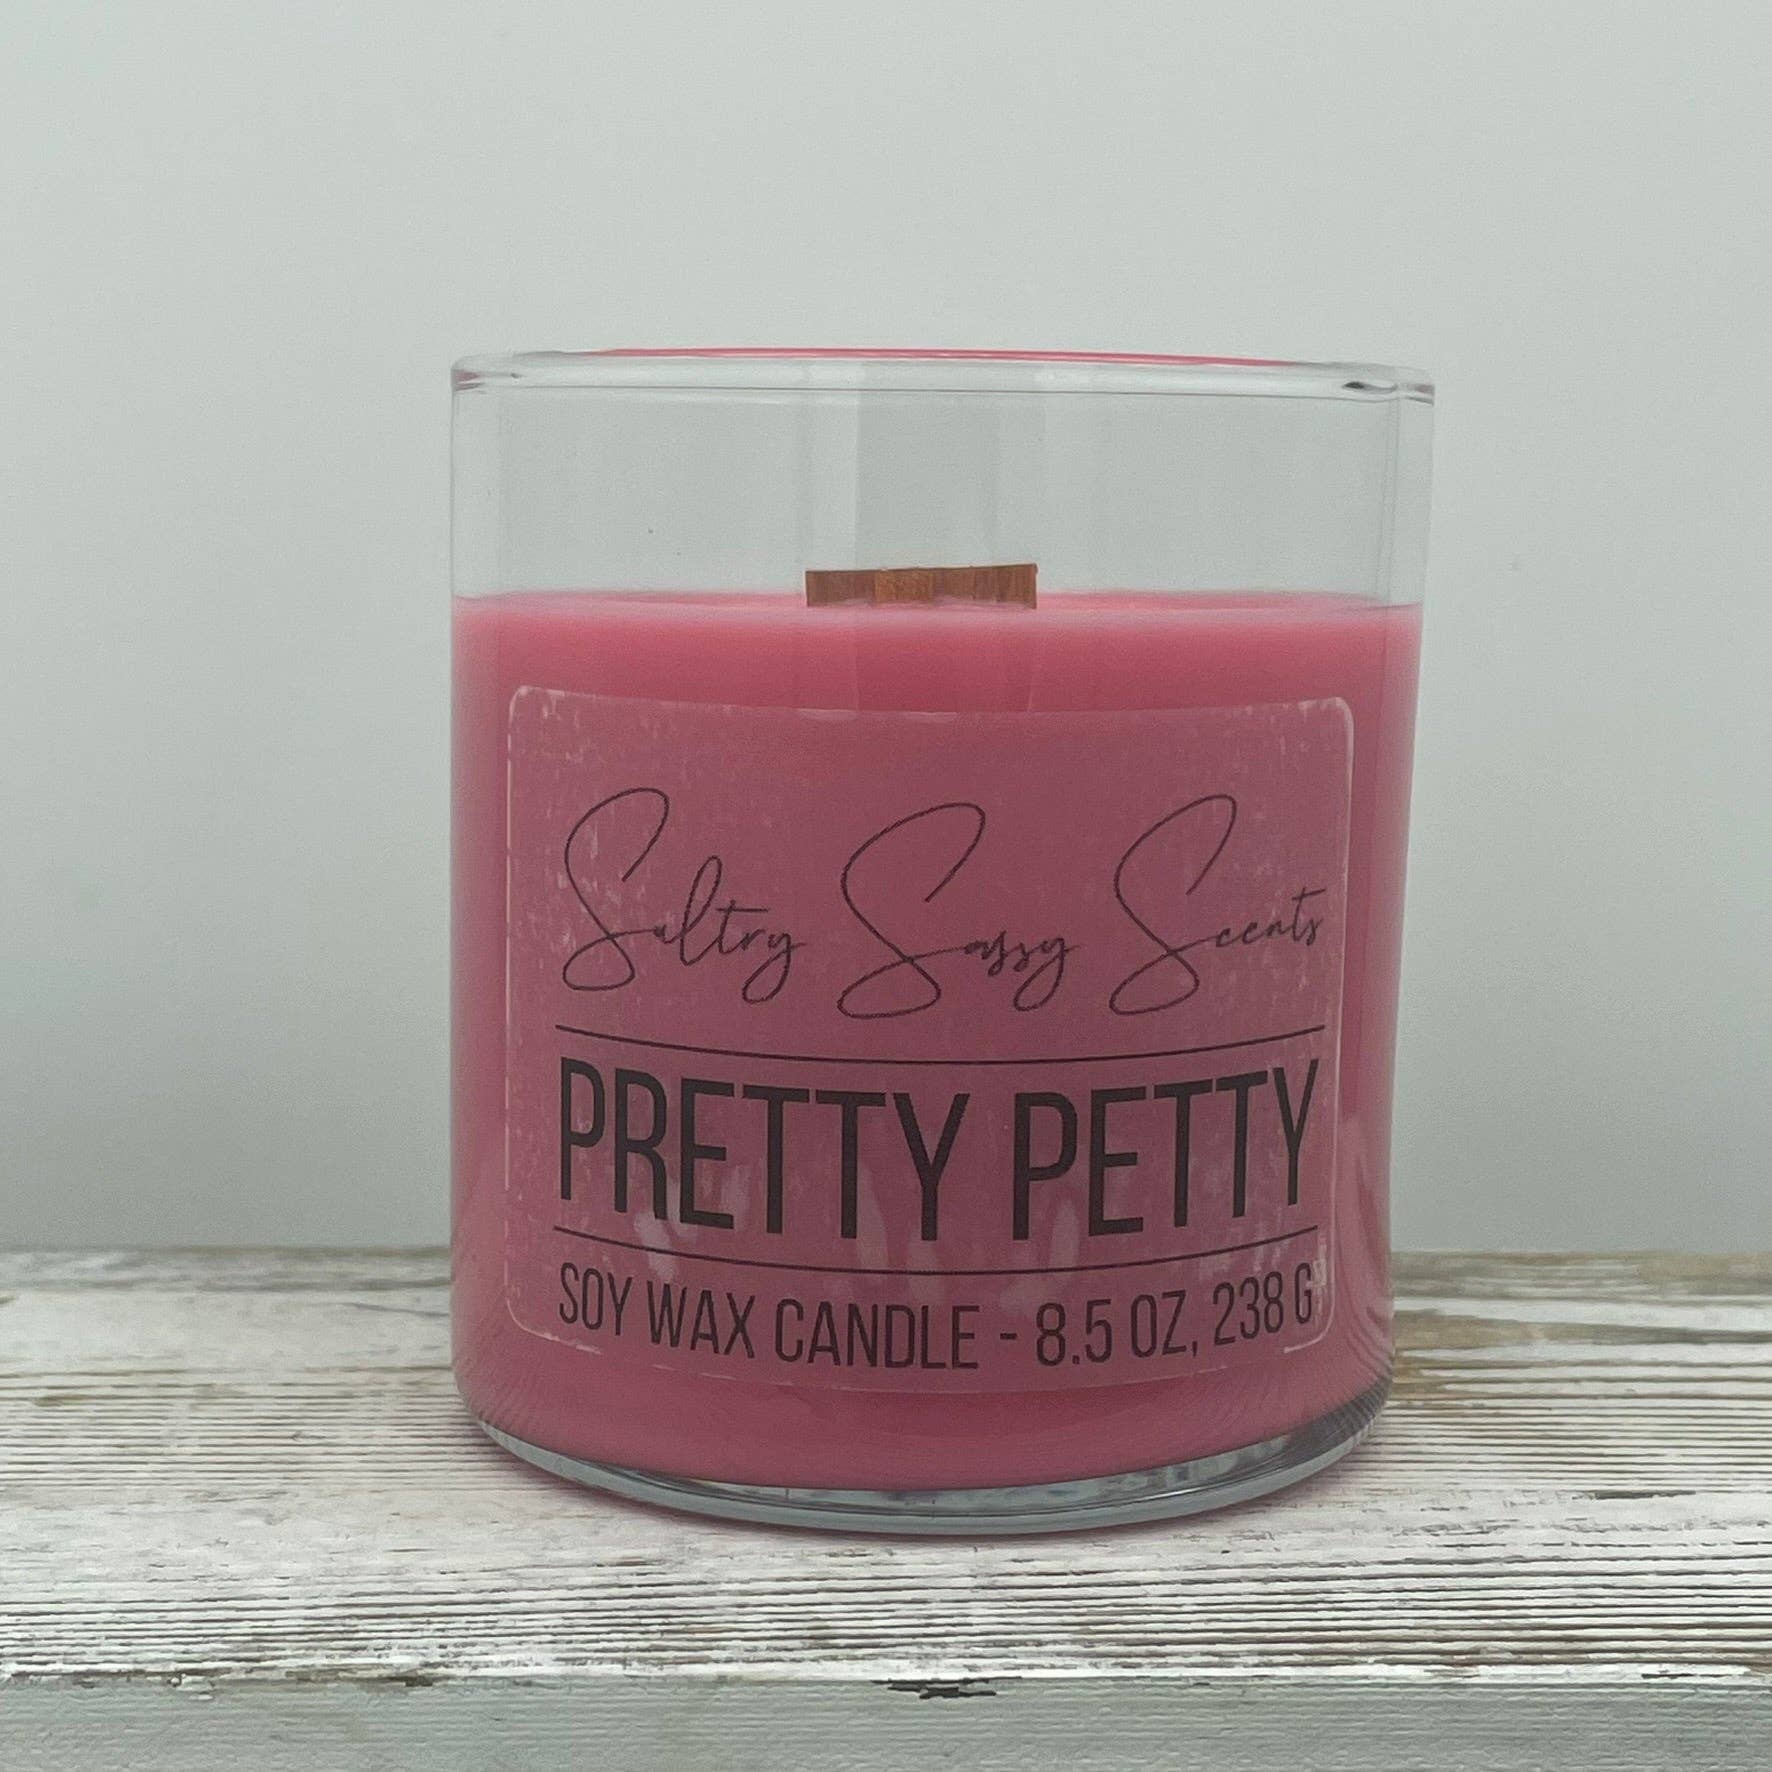 Sultry Sassy Scents
PRETTY PETTY
SOY WAX CANDLE - 8.5 OZ, 238 G